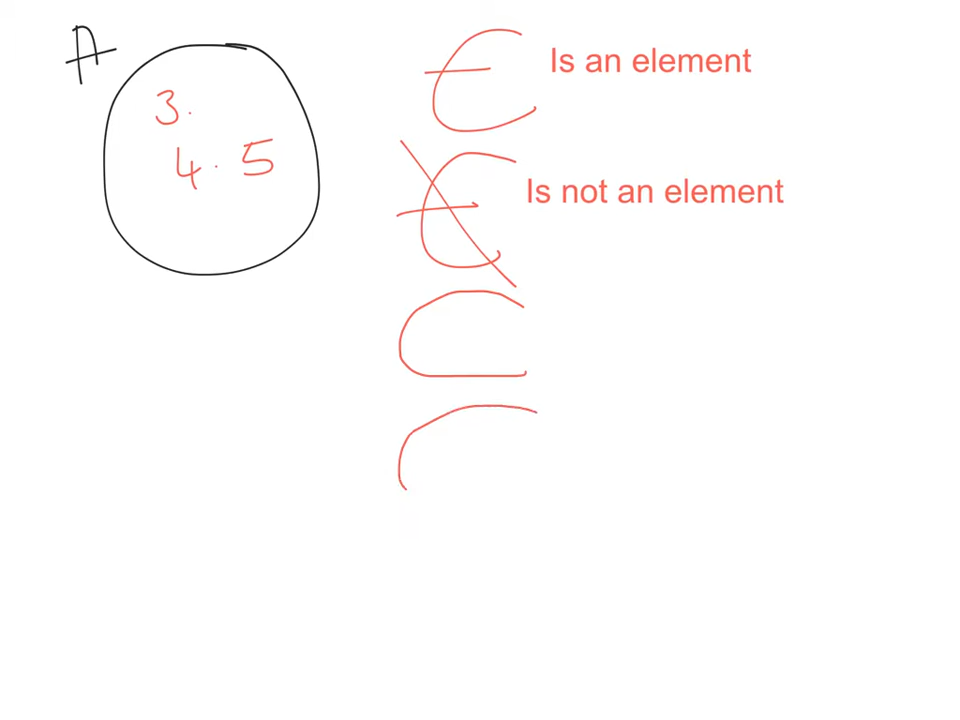 A
3.
4. 5
∈ Is an element
∉ Is not an element
⊂